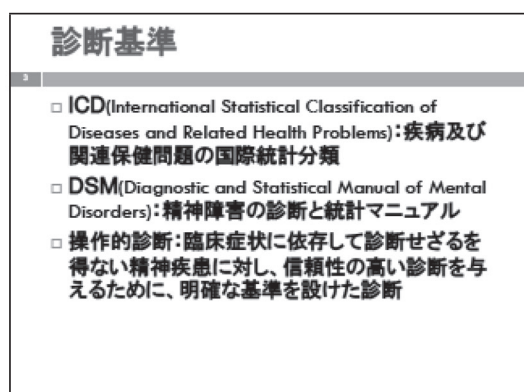 診断基準
3
□ ICD(International Statistical Classification of
Diseases and Related Health Problems)：疾病及び
関連保健問題の国際統計分類
□ DSM(Diagnostic and Statistical Manual of Mental
Disorders)：精神障害の診断と統計マニュアル
□ 操作的診断：臨床症状に依存して診断せざるを
得ない精神疾患に対し、信頼性の高い診断を与
えるために、明確な基準を設けた診断